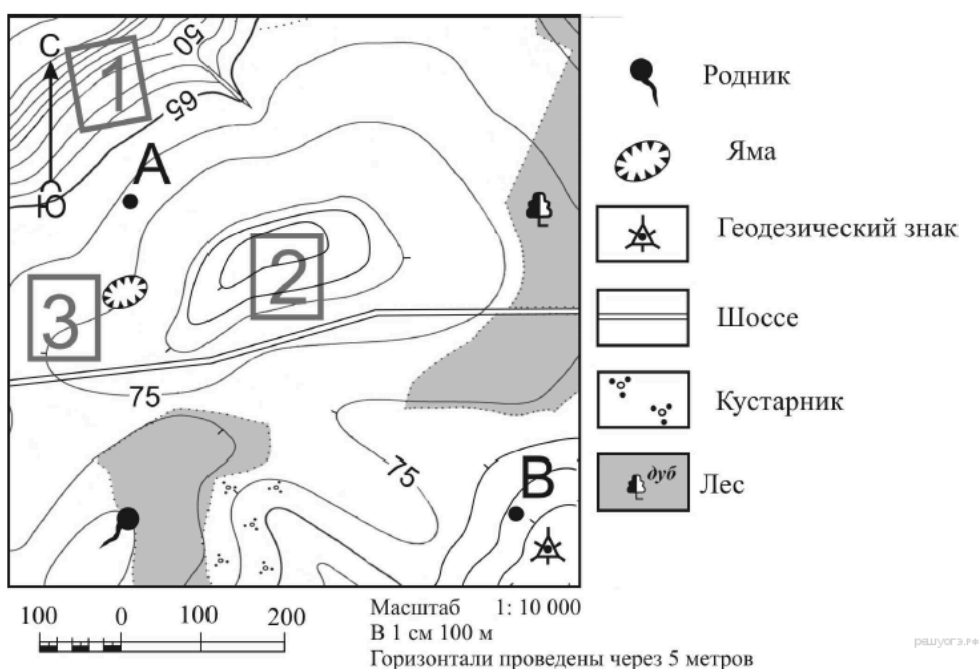 С
Ю
1
50
65
А
2
3
75
75
В
Родник
Яма
Геодезический знак
Шоссе
Кустарник
дуб
Лес
100 0 100 200
Масштаб 1: 10 000
В 1 см 100 м
Горизонтали проведены через 5 метров
решуогэ.рф